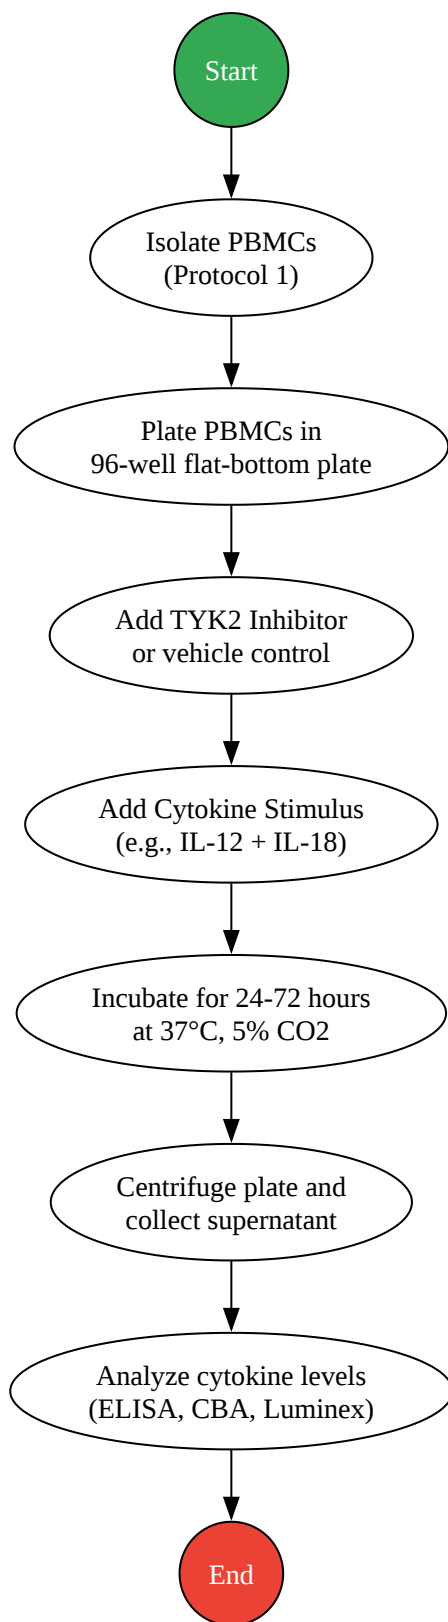 Start
Isolate PBMCs
(Protocol 1)
Plate PBMCs in
96-well flat-bottom plate
Add TYK2 Inhibitor
or vehicle control
Add Cytokine Stimulus
(e.g., IL-12 + IL-18)
Incubate for 24-72 hours
at 37°C, 5% CO2
Centrifuge plate and
collect supernatant
Analyze cytokine levels
(ELISA, CBA, Luminex)
End